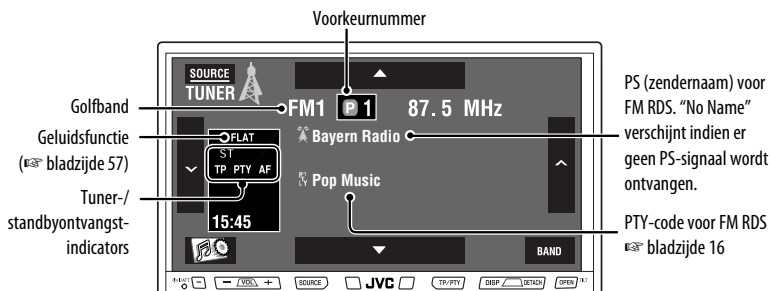 Voorkeurnummer
SOURCE
TUNER
Golfband
FM1 P 1 87.5 MHz
PS (zendernaam) voor
FM RDS. “No Name”
verschijnt indien er
geen PS-signaal wordt
ontvangen.
Geluidsfunctie
(☞ bladzijde 57)
FLAT
Bayern Radio
ST
TP PTY AF
PTY Pop Music
Tuner-/
standbyontvangst-
indicators
15:45
PTY-code voor FM RDS
☞ bladzijde 16
BAND
ATT − − VOL + SOURCE JVC TP/PTY DISP DETACH OPEN TILT